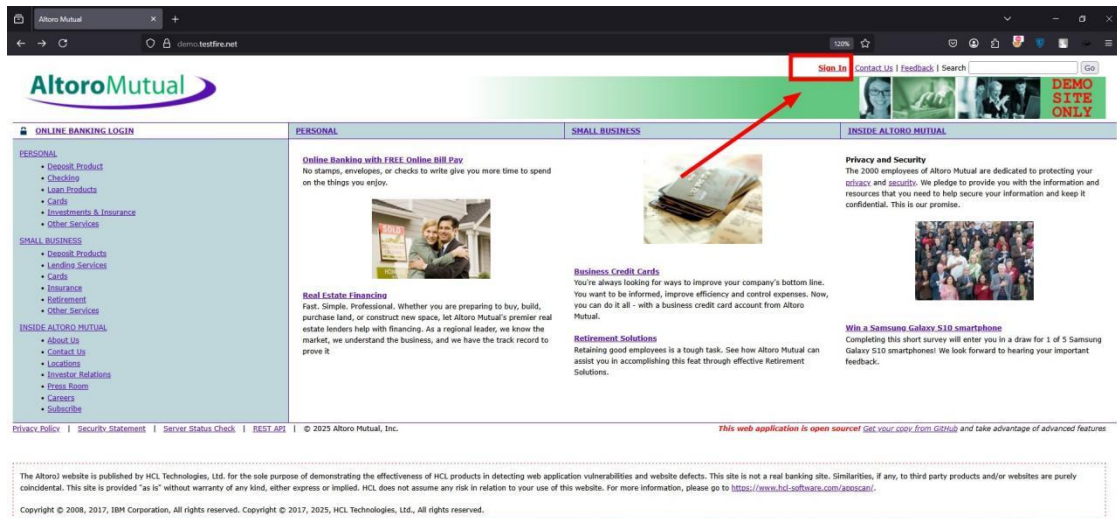 Altoro Mutual
demo.testfire.net
120%
Sign In | Contact Us | Feedback | Search Go
AltoroMutual
DEMO
SITE
ONLY
ONLINE BANKING LOGIN
PERSONAL
SMALL BUSINESS
INSIDE ALTORO MUTUAL
PERSONAL
• Deposit Product
• Checking
• Loan Products
• Cards
• Investments & Insurance
• Other Services
SMALL BUSINESS
• Deposit Products
• Lending Services
• Cards
• Insurance
• Retirement
• Other Services
INSIDE ALTORO MUTUAL
• About Us
• Contact Us
• Locations
• Investor Relations
• Press Room
• Careers
• Subscribe
Online Banking with FREE Online Bill Pay
No stamps, envelopes, or checks to write give you more time to spend
on the things you enjoy.
SOLD
Real Estate Financing
Fast. Simple. Professional. Whether you are preparing to buy, build,
purchase land, or construct new space, let Altoro Mutual's premier real
estate lenders help with financing. As a regional leader, we know the
market, we understand the business, and we have the track record to
prove it
Business Credit Cards
You're always looking for ways to improve your company's bottom line.
You want to be informed, improve efficiency and control expenses. Now,
you can do it all - with a business credit card account from Altoro
Mutual.
Retirement Solutions
Retaining good employees is a tough task. See how Altoro Mutual can
assist you in accomplishing this feat through effective Retirement
Solutions.
Privacy and Security
The 2000 employees of Altoro Mutual are dedicated to protecting your
privacy and security. We pledge to provide you with the information and
resources that you need to help secure your information and keep it
confidential. This is our promise.
Win a Samsung Galaxy S10 smartphone
Completing this short survey will enter you in a draw for 1 of 5 Samsung
Galaxy S10 smartphones! We look forward to hearing your important
feedback.
Privacy Policy | Security Statement | Server Status Check | REST API | © 2025 Altoro Mutual, Inc.
This web application is open source! Get your copy from GitHub and take advantage of advanced features
The AltoroJ website is published by HCL Technologies, Ltd. for the sole purpose of demonstrating the effectiveness of HCL products in detecting web application vulnerabilities and website defects. This site is not a real banking site. Similarities, if any, to third party products and/or websites are purely
coincidental. This site is provided "as is" without warranty of any kind, either express or implied. HCL does not assume any risk in relation to your use of this website. For more information, please go to https://www.hcl-software.com/appscan/.
Copyright © 2008, 2017, IBM Corporation, All rights reserved. Copyright © 2017, 2025, HCL Technologies, Ltd., All rights reserved.